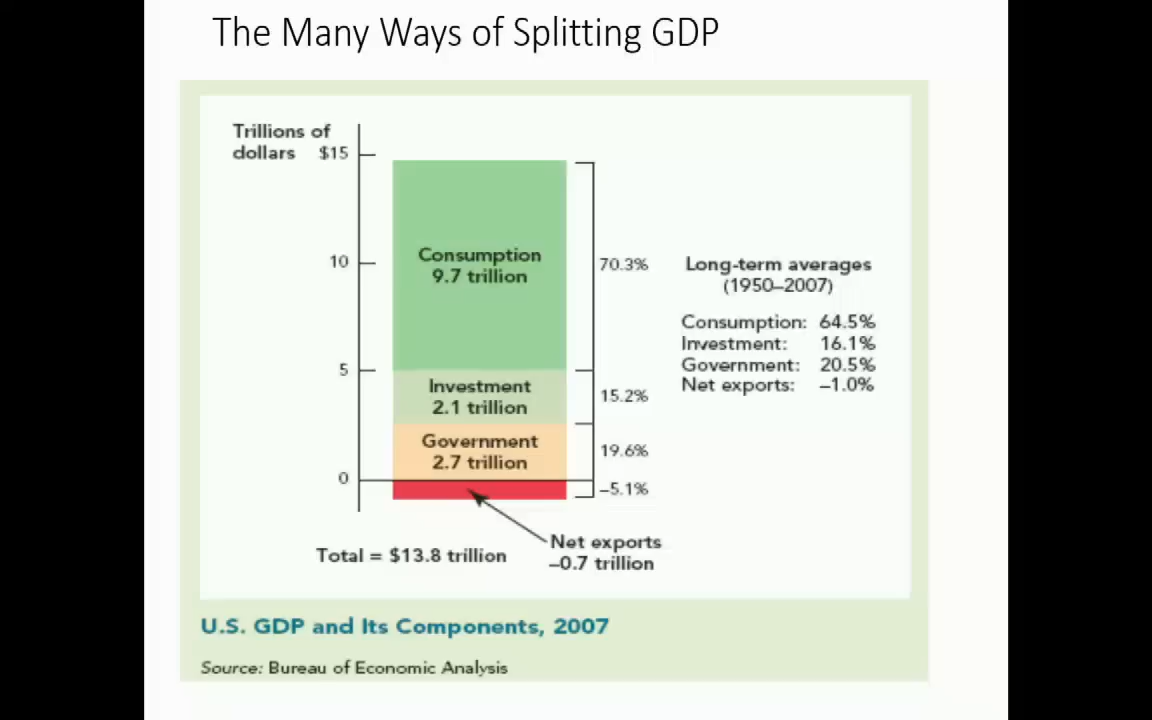 The Many Ways of Splitting GDP
Trillions of
dollars $15
10
5
0
Consumption
9.7 trillion
Investment
2.1 trillion
Government
2.7 trillion
70.3%
15.2%
19.6%
–5.1%
Long-term averages
(1950–2007)
Consumption: 64.5%
Investment: 16.1%
Government: 20.5%
Net exports: –1.0%
Total = $13.8 trillion
Net exports
–0.7 trillion
U.S. GDP and Its Components, 2007
Source: Bureau of Economic Analysis